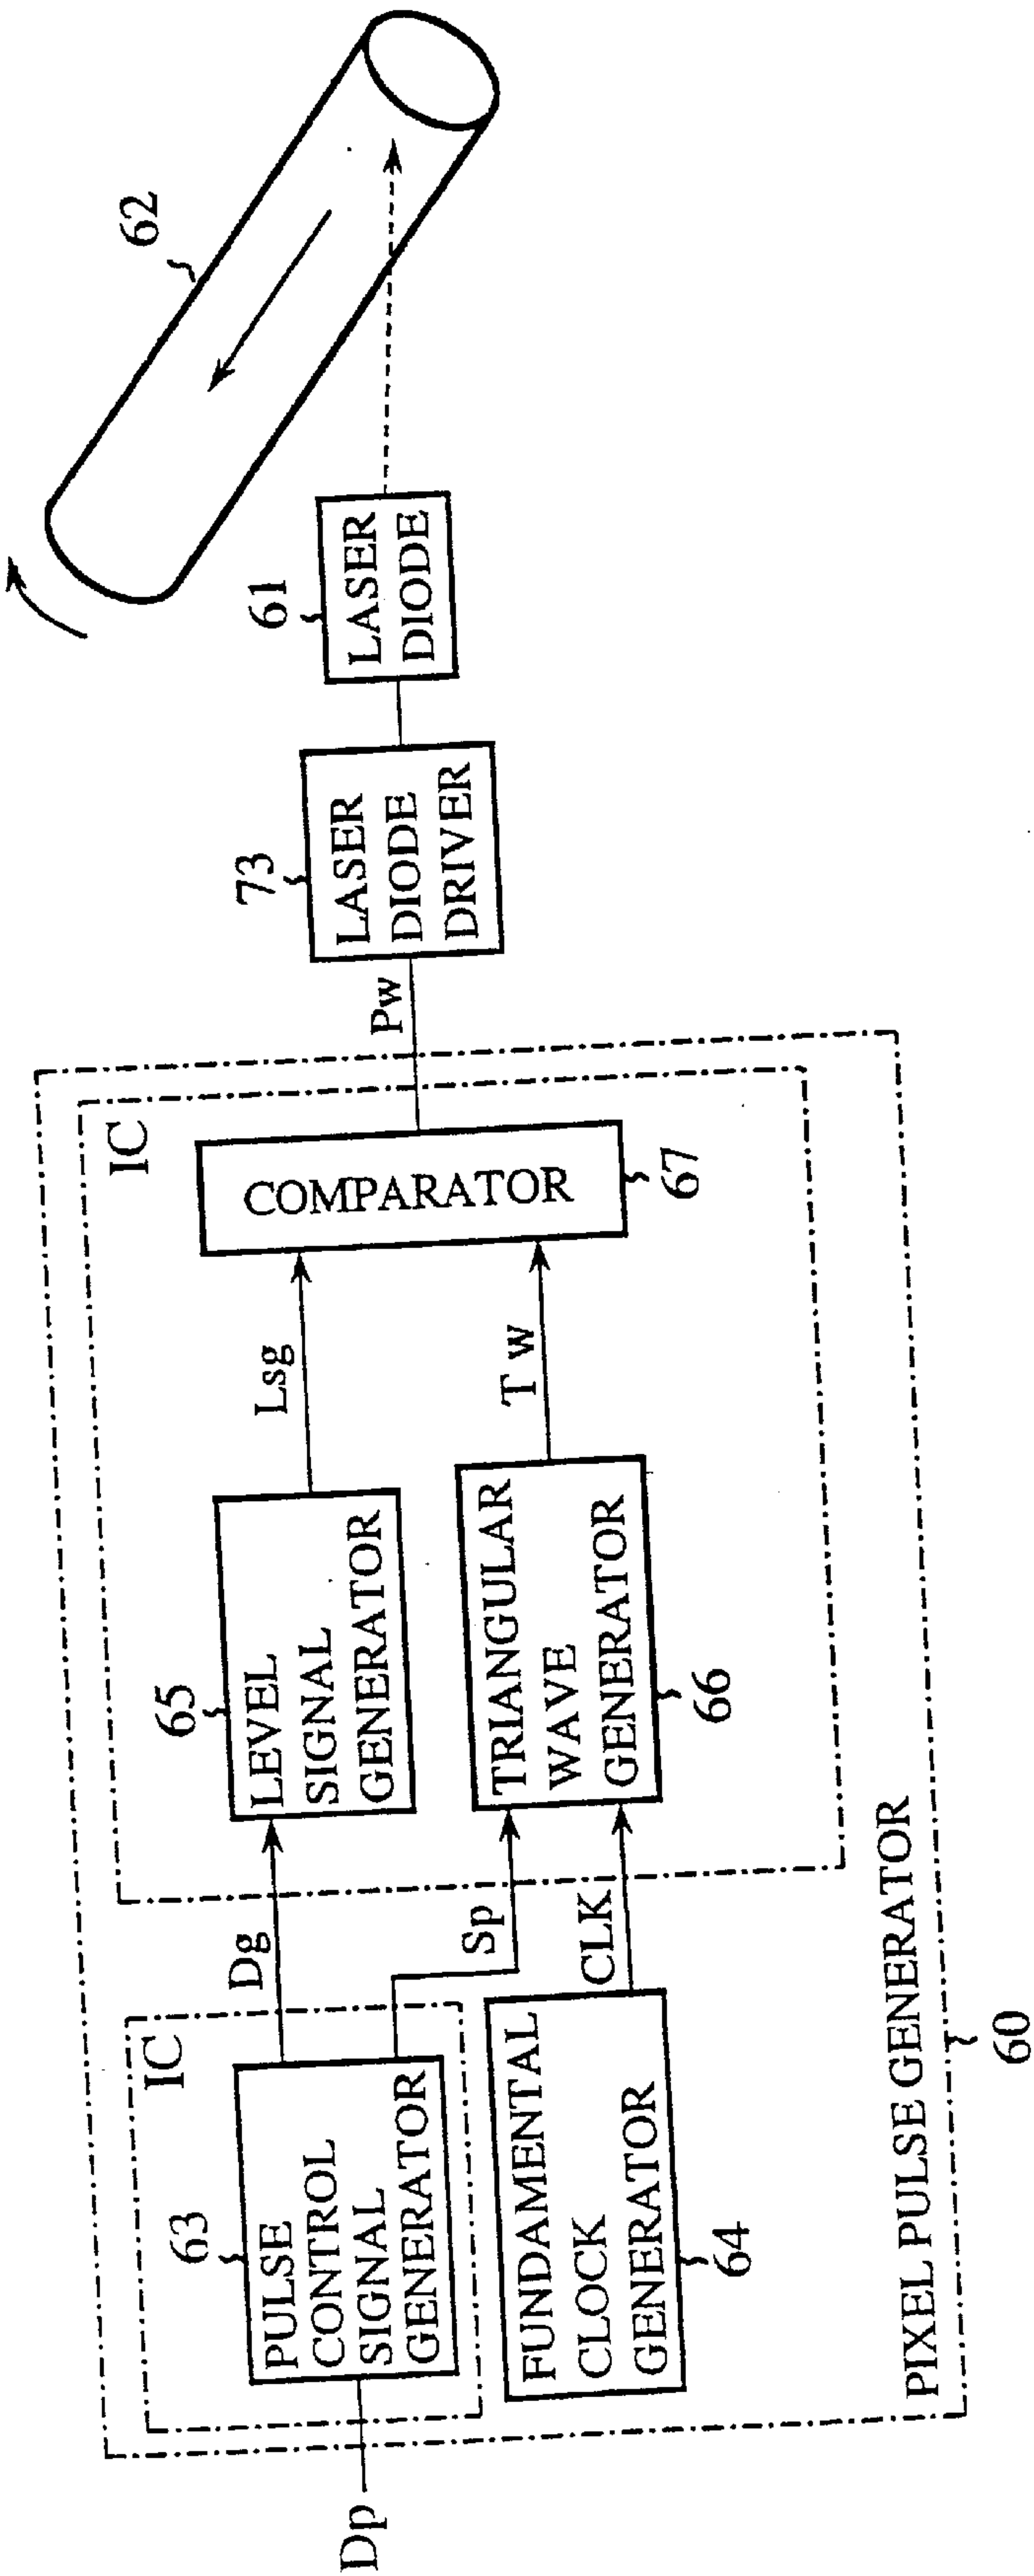 62
61
LASER
DIODE
73
LASER
DIODE
DRIVER
Pw
IC
COMPARATOR
67
Lsg
T w
65
LEVEL
SIGNAL
GENERATOR
TRIANGULAR
WAVE
GENERATOR
66
Dg
Sp
CLK
IC
63
PULSE
CONTROL
SIGNAL
GENERATOR
FUNDAMENTAL
CLOCK
GENERATOR
64
Dp
PIXEL PULSE GENERATOR
60